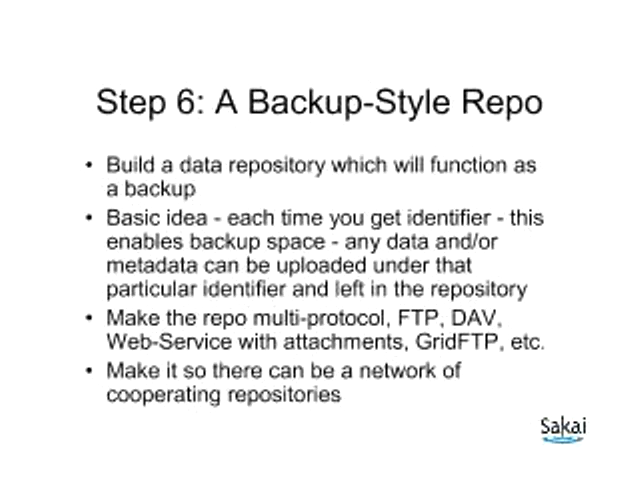 Step 6: A Backup-Style Repo
• Build a data repository which will function as
a backup
• Basic idea - each time you get identifier - this
enables backup space - any data and/or
metadata can be uploaded under that
particular identifier and left in the repository
• Make the repo multi-protocol, FTP, DAV,
Web-Service with attachments, GridFTP, etc.
• Make it so there can be a network of
cooperating repositories
Sakai